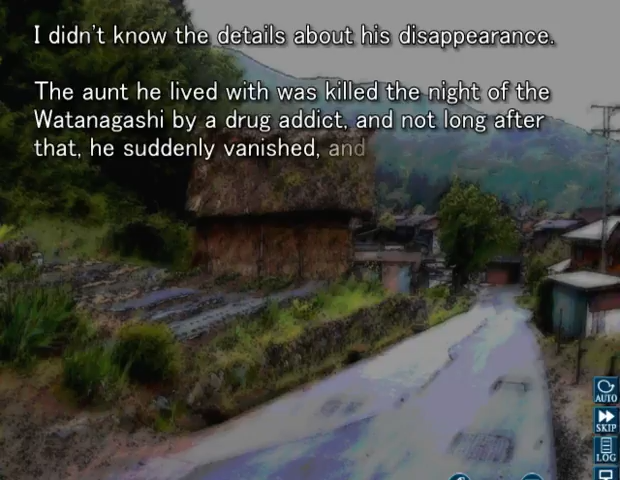 I didn't know the details about his disappearance.
The aunt he lived with was killed the night of the
Watanagashi by a drug addict, and not long after
that, he suddenly vanished, and
AUTO
SKIP
LOG